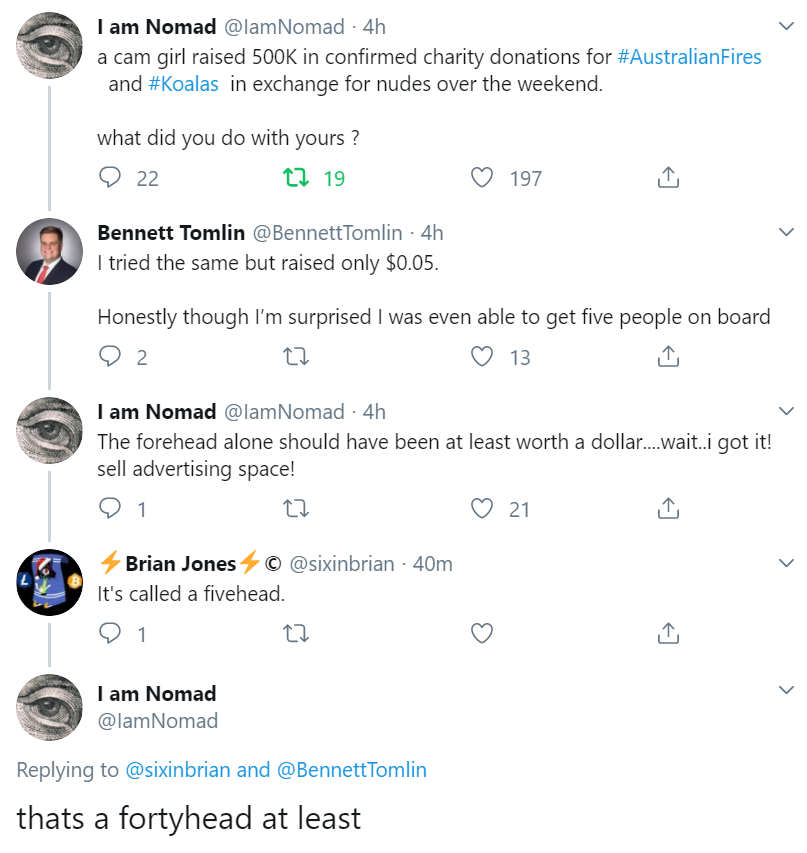 I am Nomad @IamNomad · 4h
a cam girl raised 500K in confirmed charity donations for #AustralianFires
and #Koalas in exchange for nudes over the weekend.
what did you do with yours ?
22 19 197
Bennett Tomlin @BennettTomlin · 4h
I tried the same but raised only $0.05.
Honestly though I’m surprised I was even able to get five people on board
2 13
I am Nomad @IamNomad · 4h
The forehead alone should have been at least worth a dollar....wait..i got it!
sell advertising space!
1 21
⚡Brian Jones⚡© @sixinbrian · 40m
It's called a fivehead.
1
I am Nomad
@IamNomad
Replying to @sixinbrian and @BennettTomlin
thats a fortyhead at least